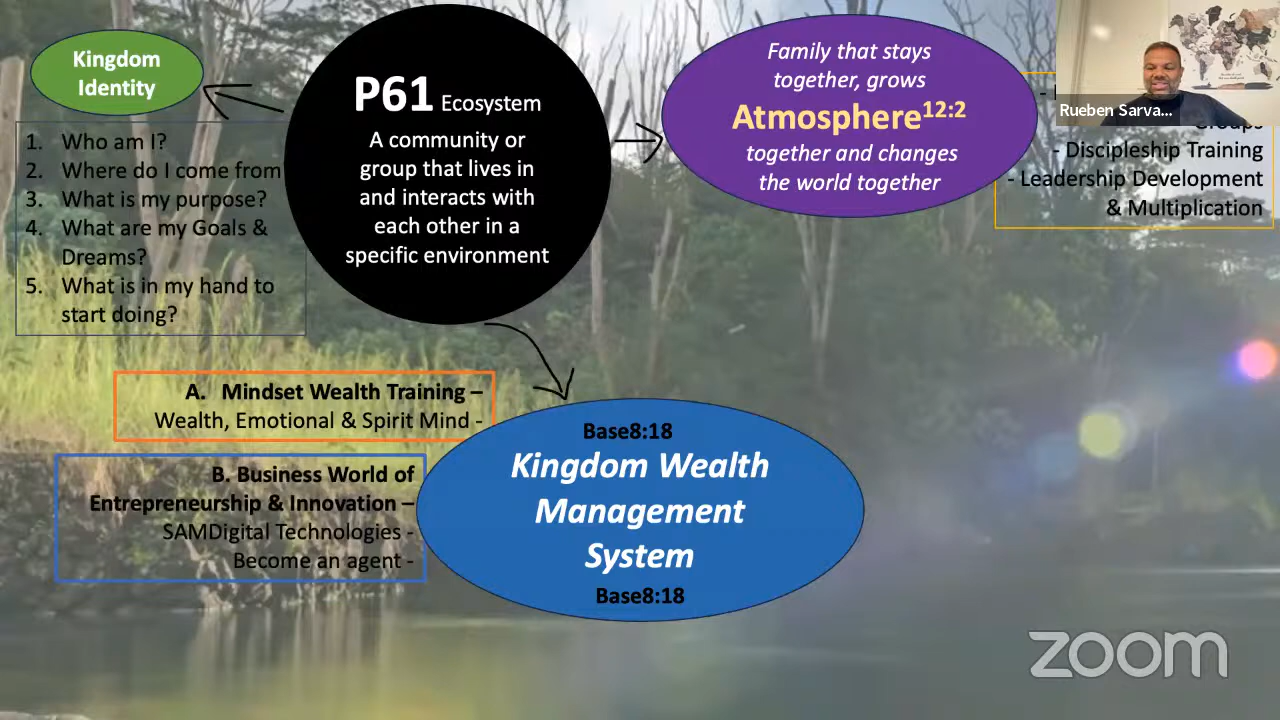 Kingdom
Identity
1. Who am I?
2. Where do I come from
3. What is my purpose?
4. What are my Goals &
Dreams?
5. What is in my hand to
start doing?
P61 Ecosystem
A community or
group that lives in
and interacts with
each other in a
specific environment
Family that stays
together, grows
Atmosphere12:2
together and changes
the world together
Rueben Sarva...
Groups
- Discipleship Training
- Leadership Development
& Multiplication
A. Mindset Wealth Training –
Wealth, Emotional & Spirit Mind -
B. Business World of
Entrepreneurship & Innovation –
SAMDigital Technologies -
Become an agent -
Base8:18
Kingdom Wealth
Management
System
Base8:18
zoom